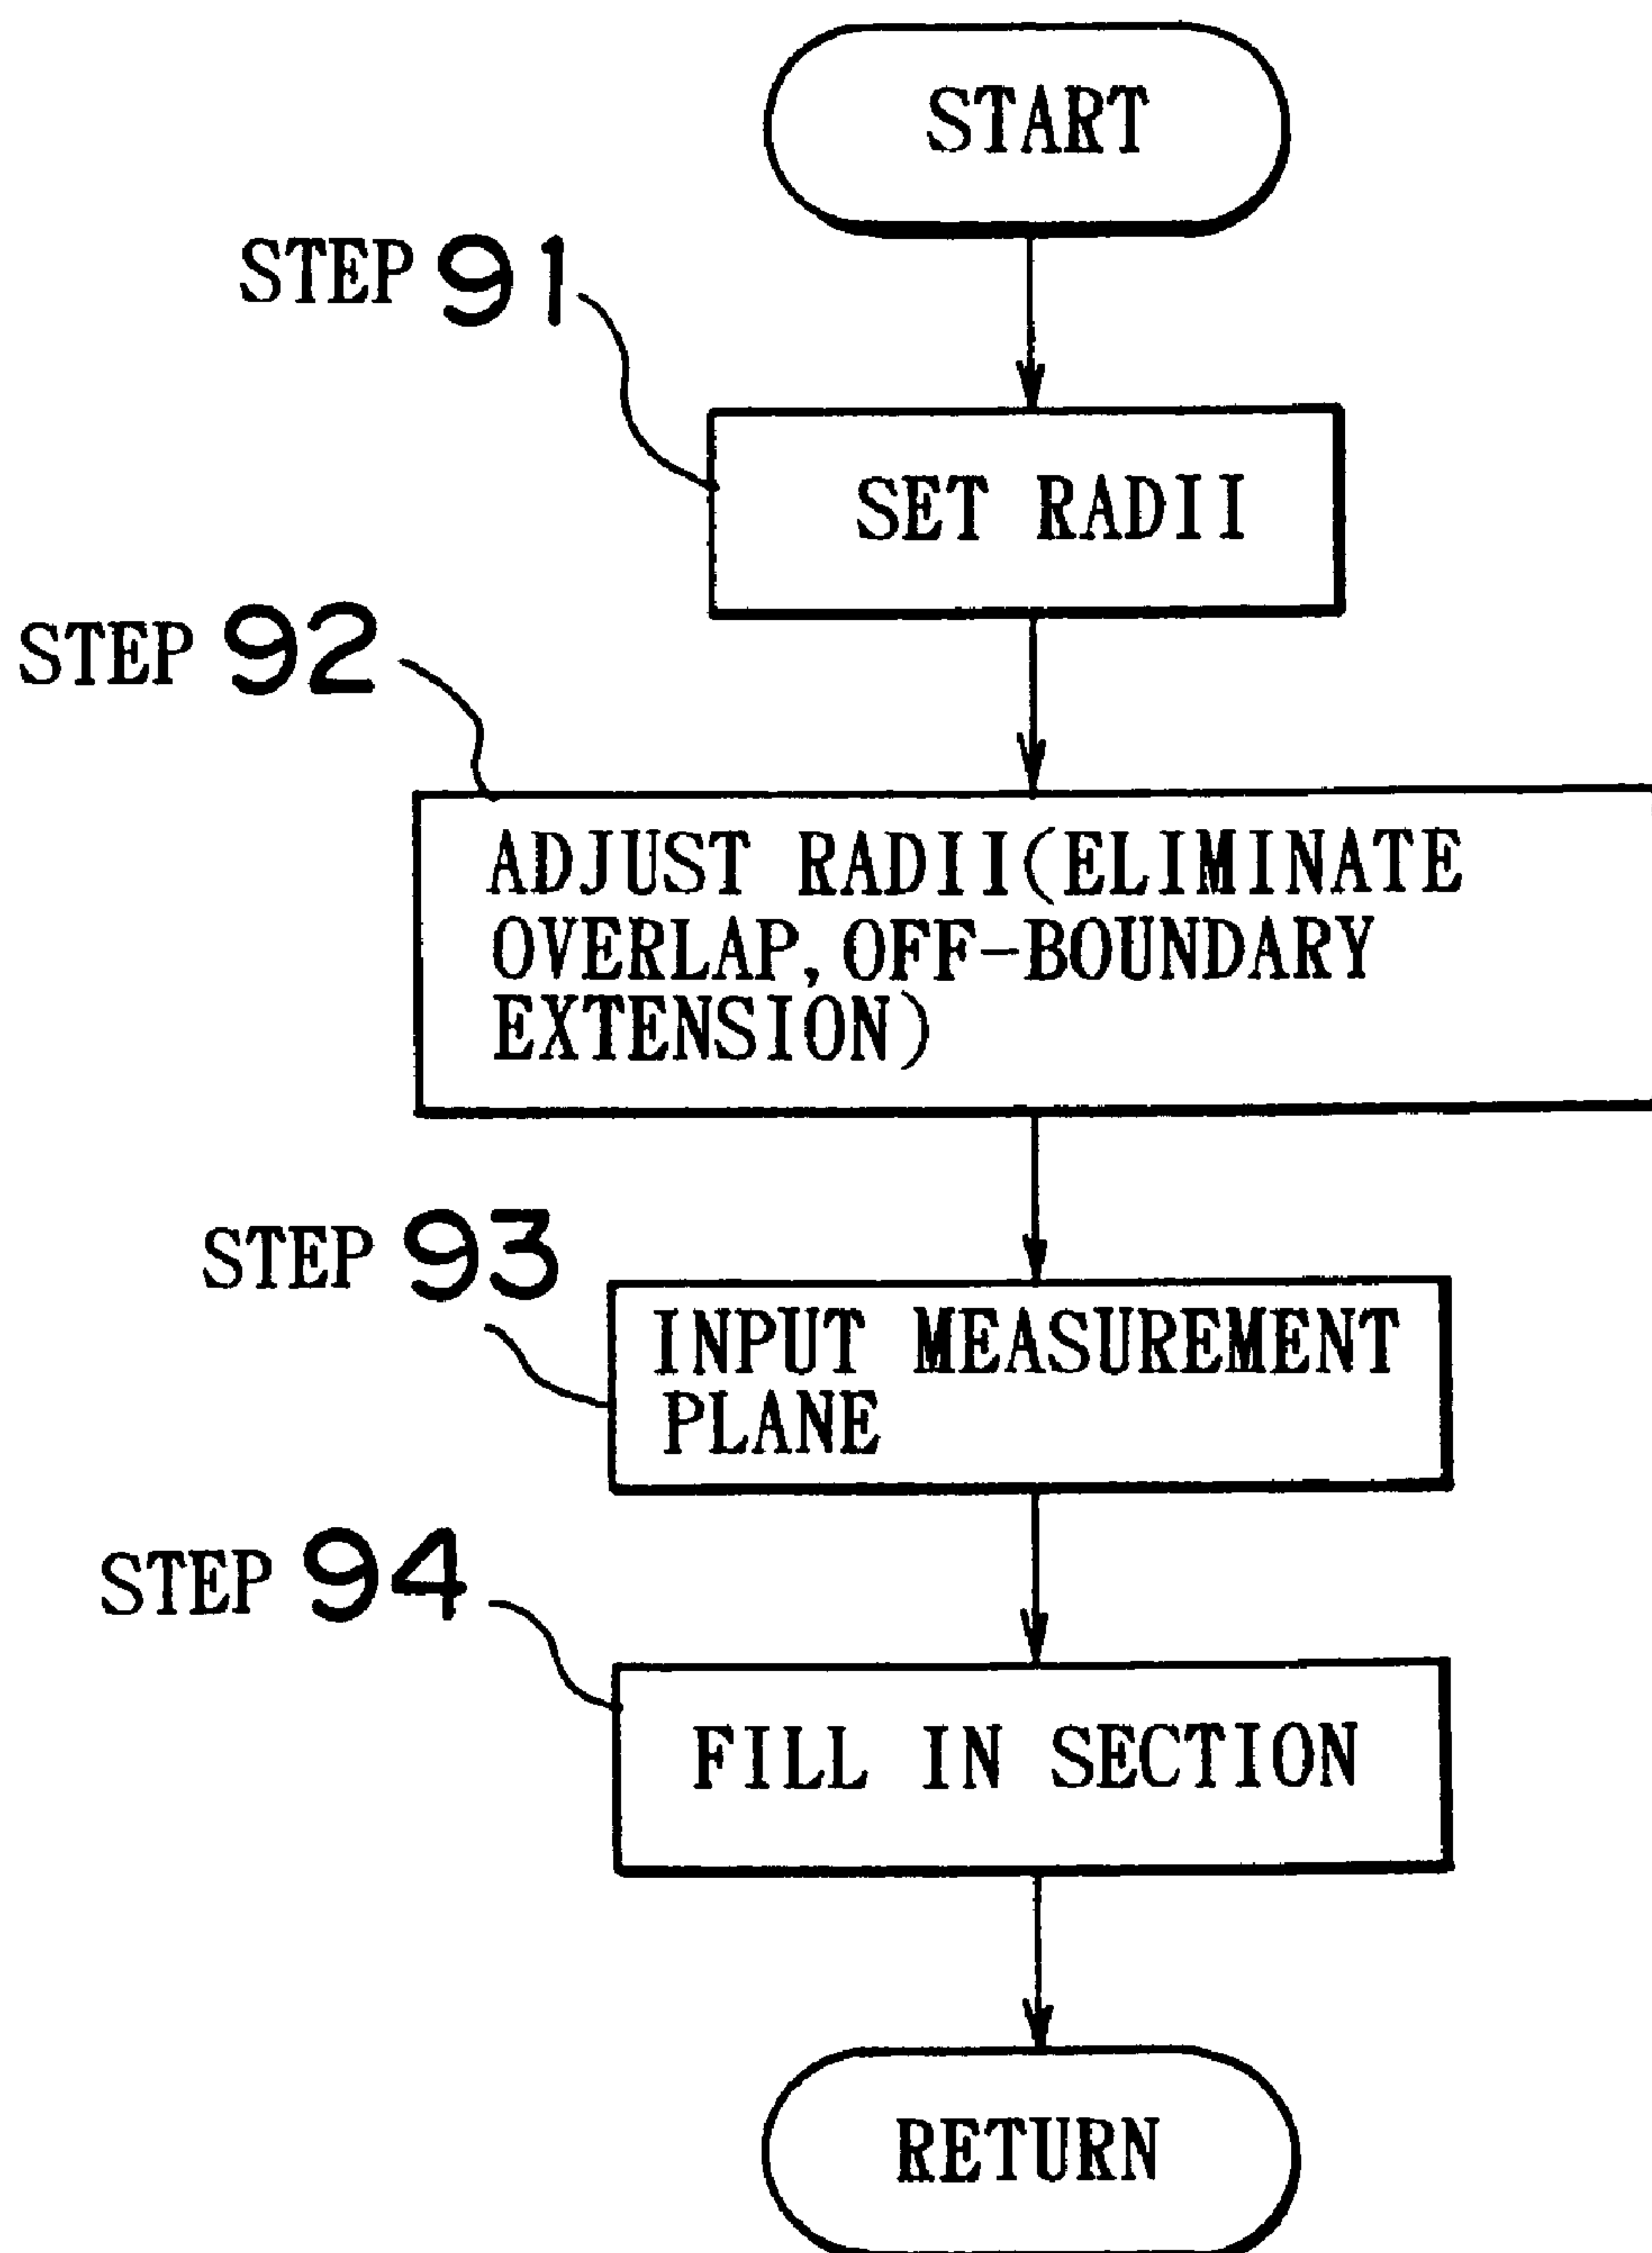 START
STEP 91
SET RADII
STEP 92
ADJUST RADII(ELIMINATE
OVERLAP, OFF-BOUNDARY
EXTENSION)
STEP 93
INPUT MEASUREMENT
PLANE
STEP 94
FILL IN SECTION
RETURN